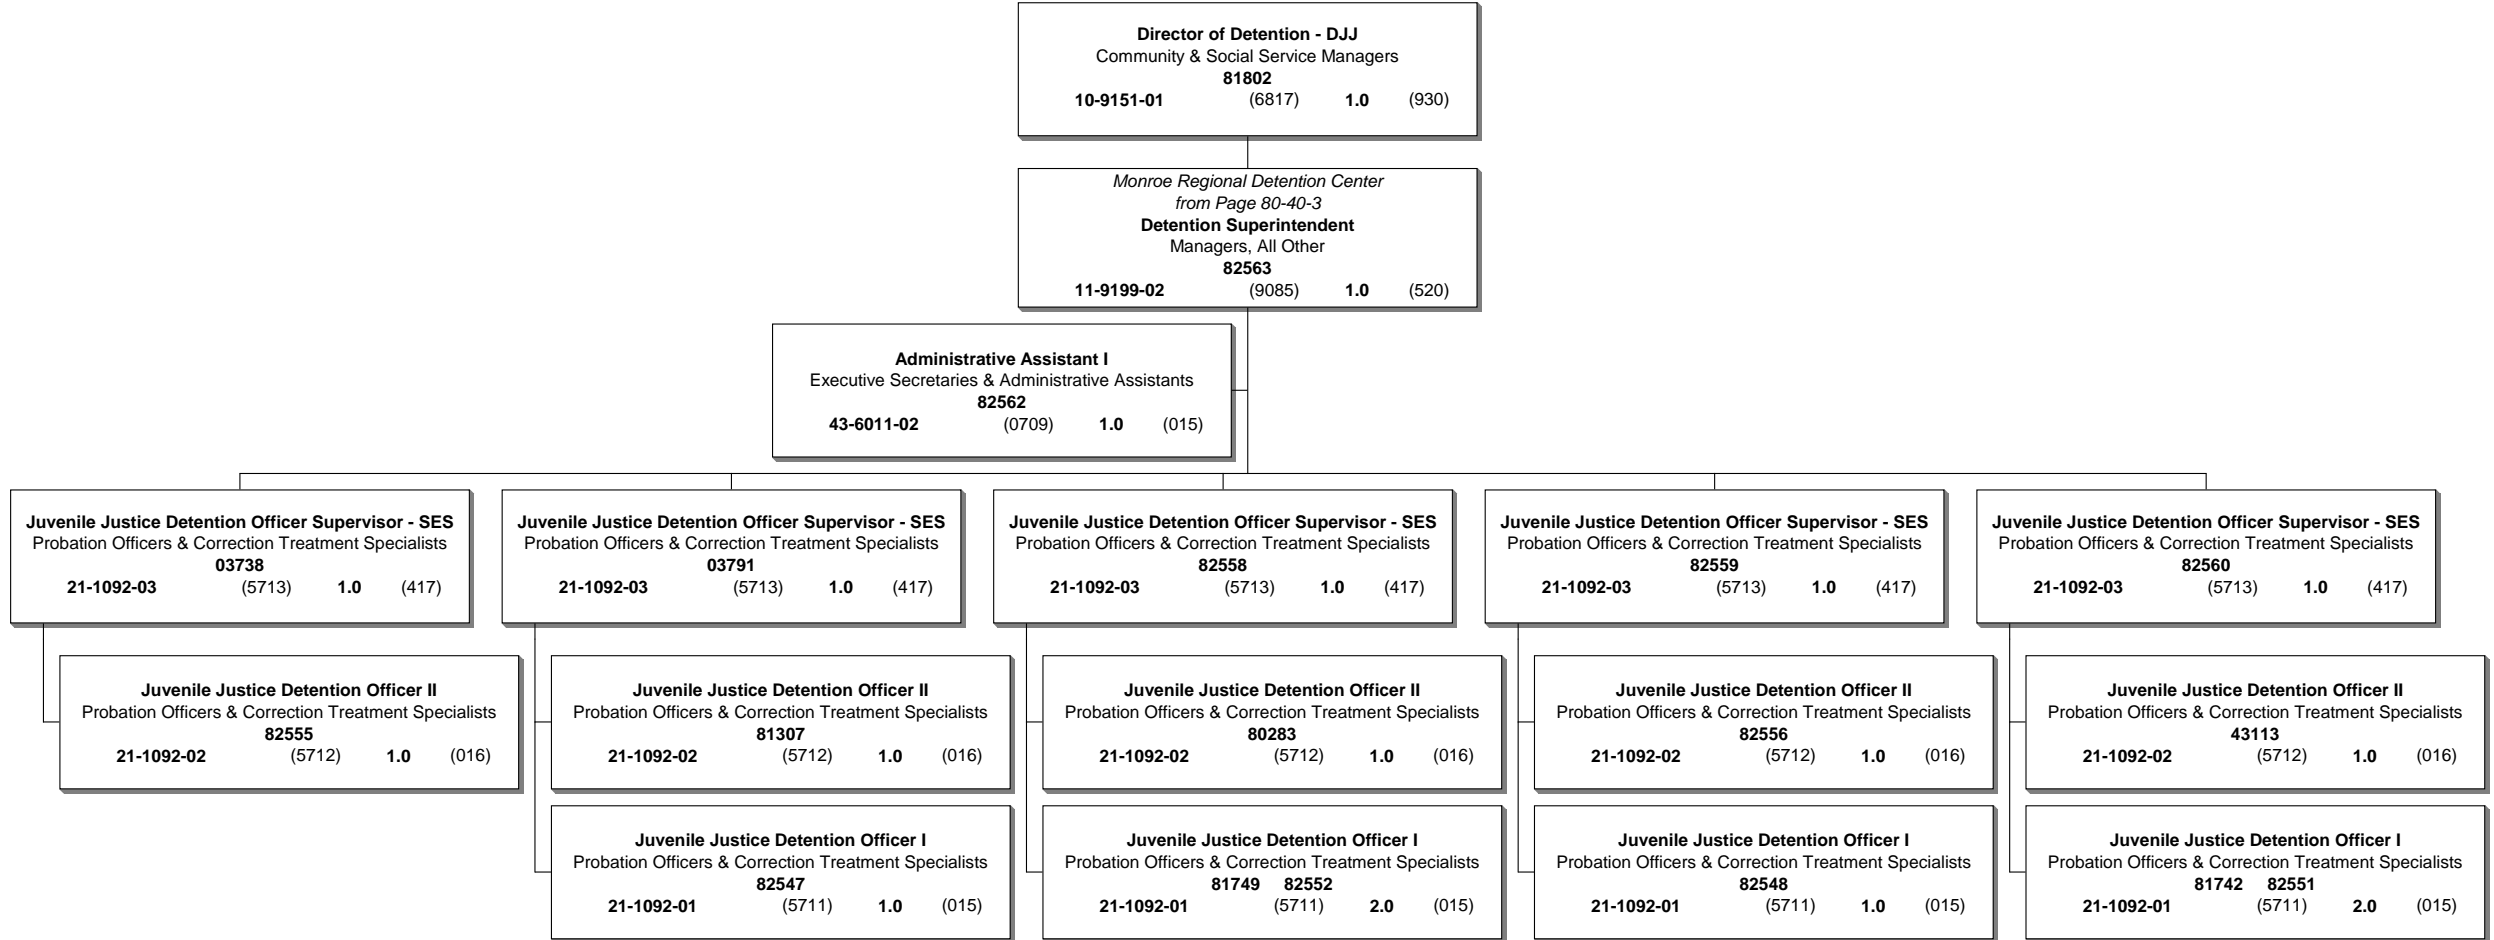 Director of Detention - DJJ
Community & Social Service Managers
81802
10-9151-01 (6817) 1.0 (930)
Monroe Regional Detention Center
from Page 80-40-3
Detention Superintendent
Managers, All Other
82563
11-9199-02 (9085) 1.0 (520)
Administrative Assistant I
Executive Secretaries & Administrative Assistants
82562
43-6011-02 (0709) 1.0 (015)
Juvenile Justice Detention Officer Supervisor - SES
Probation Officers & Correction Treatment Specialists
03738
21-1092-03 (5713) 1.0 (417)
Juvenile Justice Detention Officer Supervisor - SES
Probation Officers & Correction Treatment Specialists
03791
21-1092-03 (5713) 1.0 (417)
Juvenile Justice Detention Officer Supervisor - SES
Probation Officers & Correction Treatment Specialists
82558
21-1092-03 (5713) 1.0 (417)
Juvenile Justice Detention Officer Supervisor - SES
Probation Officers & Correction Treatment Specialists
82559
21-1092-03 (5713) 1.0 (417)
Juvenile Justice Detention Officer Supervisor - SES
Probation Officers & Correction Treatment Specialists
82560
21-1092-03 (5713) 1.0 (417)
Juvenile Justice Detention Officer II
Probation Officers & Correction Treatment Specialists
82555
21-1092-02 (5712) 1.0 (016)
Juvenile Justice Detention Officer II
Probation Officers & Correction Treatment Specialists
81307
21-1092-02 (5712) 1.0 (016)
Juvenile Justice Detention Officer II
Probation Officers & Correction Treatment Specialists
80283
21-1092-02 (5712) 1.0 (016)
Juvenile Justice Detention Officer II
Probation Officers & Correction Treatment Specialists
82556
21-1092-02 (5712) 1.0 (016)
Juvenile Justice Detention Officer II
Probation Officers & Correction Treatment Specialists
43113
21-1092-02 (5712) 1.0 (016)
Juvenile Justice Detention Officer I
Probation Officers & Correction Treatment Specialists
82547
21-1092-01 (5711) 1.0 (015)
Juvenile Justice Detention Officer I
Probation Officers & Correction Treatment Specialists
81749 82552
21-1092-01 (5711) 2.0 (015)
Juvenile Justice Detention Officer I
Probation Officers & Correction Treatment Specialists
82548
21-1092-01 (5711) 1.0 (015)
Juvenile Justice Detention Officer I
Probation Officers & Correction Treatment Specialists
81742 82551
21-1092-01 (5711) 2.0 (015)